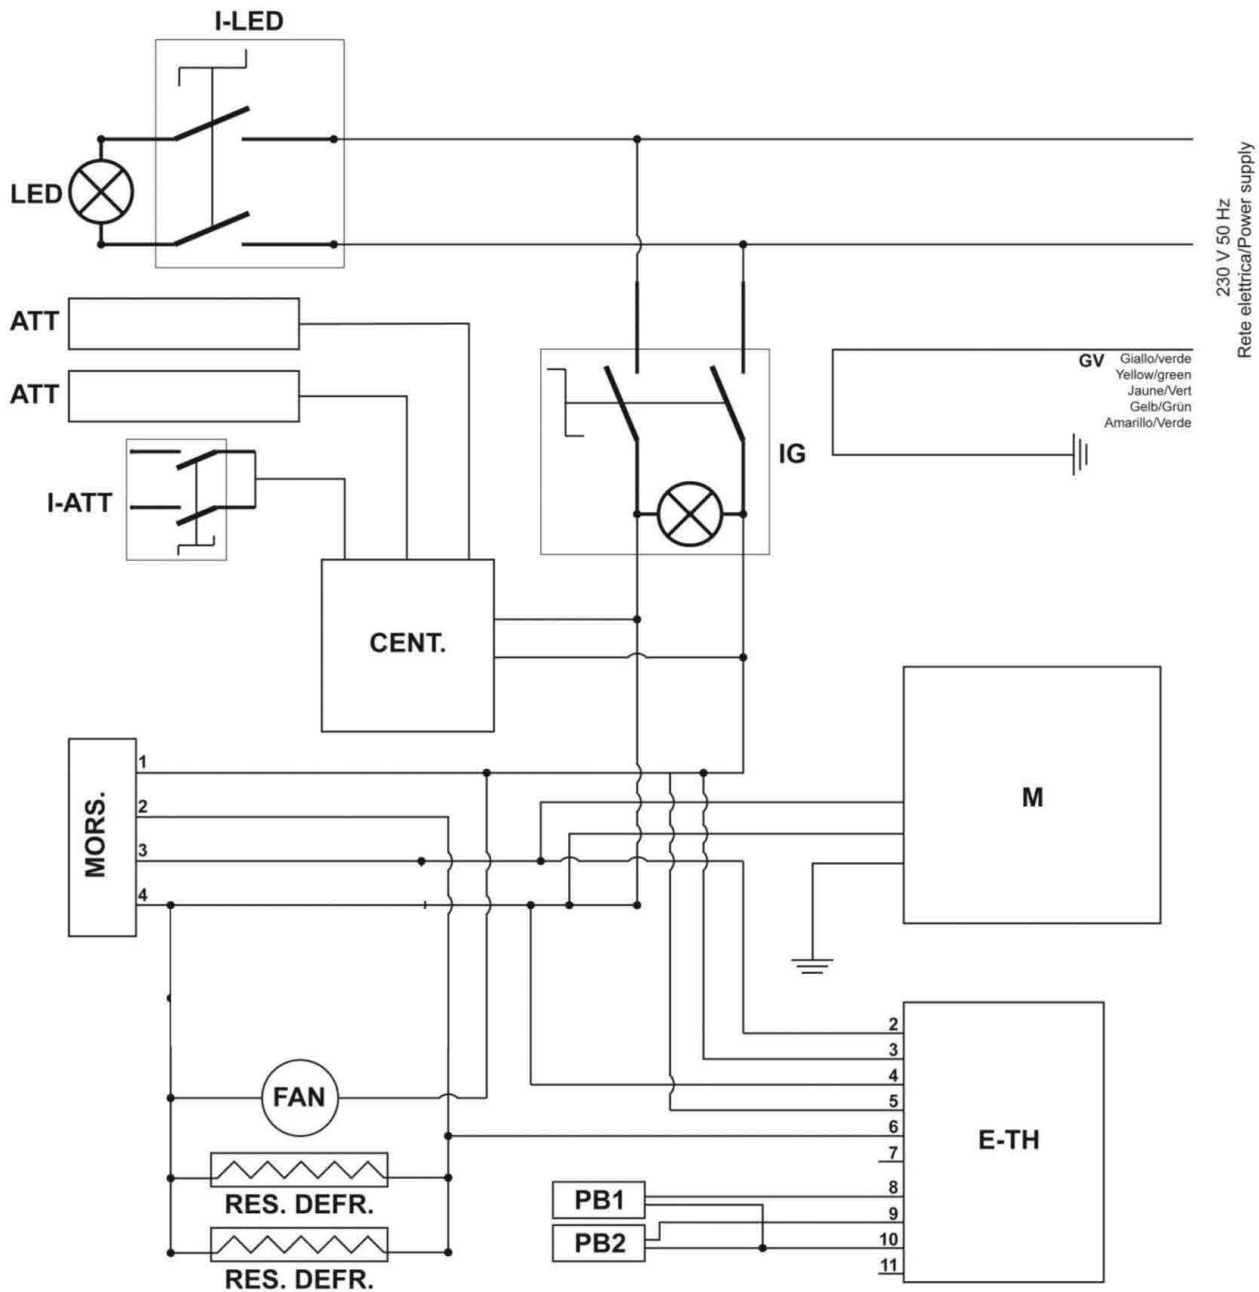 I-LED
LED
230 V 50 Hz
Rete elettrica/Power supply
ATT
ATT
GV Giallo/verde
Yellow/green
Jaune/Vert
Gelb/Grün
Amarillo/Verde
IG
I-ATT
CENT.
MORS.
1
2
3
4
M
FAN
RES. DEFR.
RES. DEFR.
PB1
PB2
2
3
4
5
6
7
8
9
10
11
E-TH